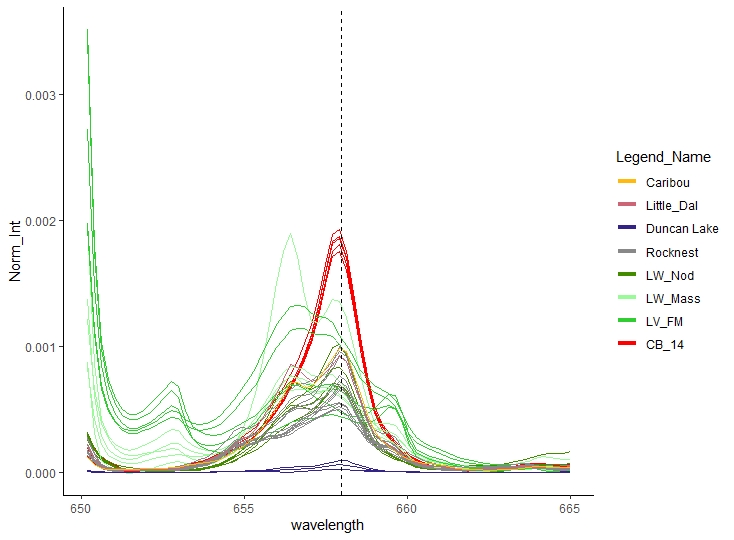 0.003
0.002
0.001
0.000
Norm_Int
650
655
660
665
wavelength
Legend_Name
Caribou
Little_Dal
Duncan Lake
Rocknest
LW_Nod
LW_Mass
LV_FM
CB_14